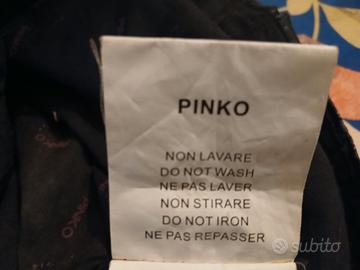 PINKO
NON LAVARE
DO NOT WASH
NE PAS LAVER
NON STIRARE
DO NOT IRON
NE PAS REPASSER
subito